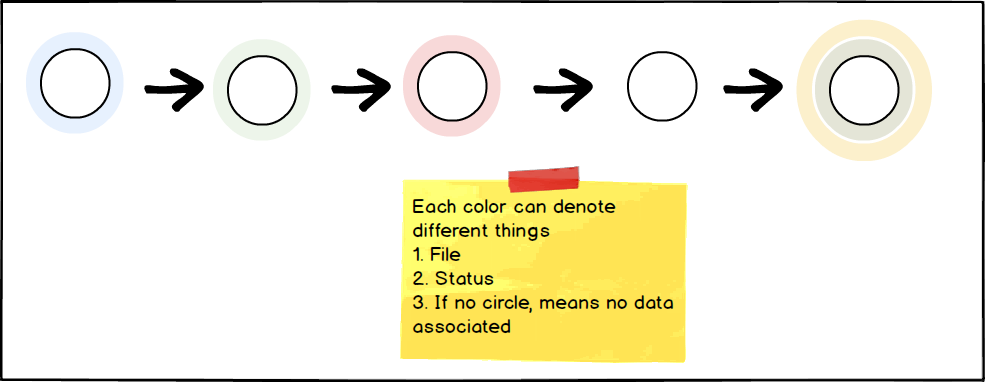 Each color can denote
different things
1. File
2. Status
3. If no circle, means no data
associated